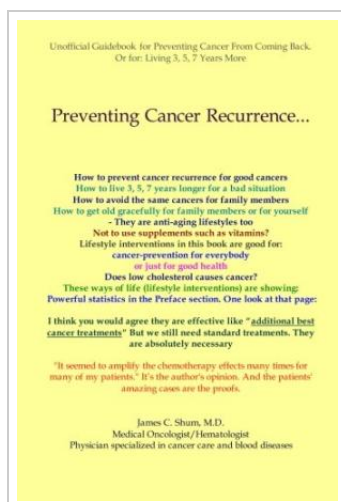 Unofficial Guidebook for Preventing Cancer From Coming Back.
Or for: Living 3, 5, 7 Years More
Preventing Cancer Recurrence...
How to prevent cancer recurrence for good cancers
How to live 3, 5, 7 years longer for a bad situation
How to avoid the same cancers for family members
How to get old gracefully for family members or for yourself
- They are anti-aging lifestyles too
Not to use supplements such as vitamins?
Lifestyle interventions in this book are good for:
cancer-prevention for everybody
or just for good health
Does low cholesterol causes cancer?
These ways of life (lifestyle interventions) are showing:
Powerful statistics in the Preface section. One look at that page:
I think you would agree they are effective like "additional best
cancer treatments" But we still need standard treatments. They
are absolutely necessary
"It seemed to amplify the chemotherapy effects many times for
many of my patients." It's the author's opinion. And the patients'
amazing cases are the proofs.
James C. Shum, M.D.
Medical Oncologist/Hematologist
Physician specialized in cancer care and blood diseases